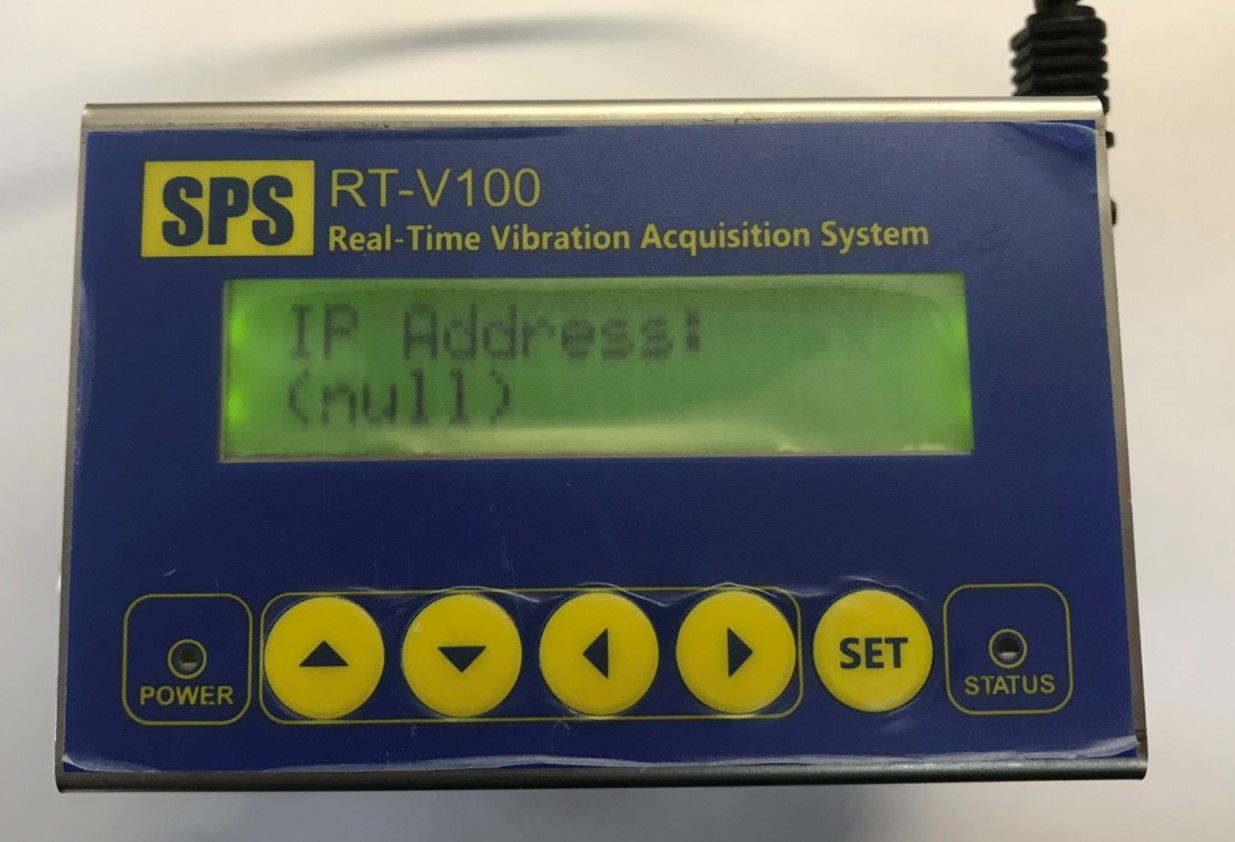 SPS
RT-V100
Real-Time Vibration Acquisition System
IP Address:
(null)
POWER
SET
STATUS